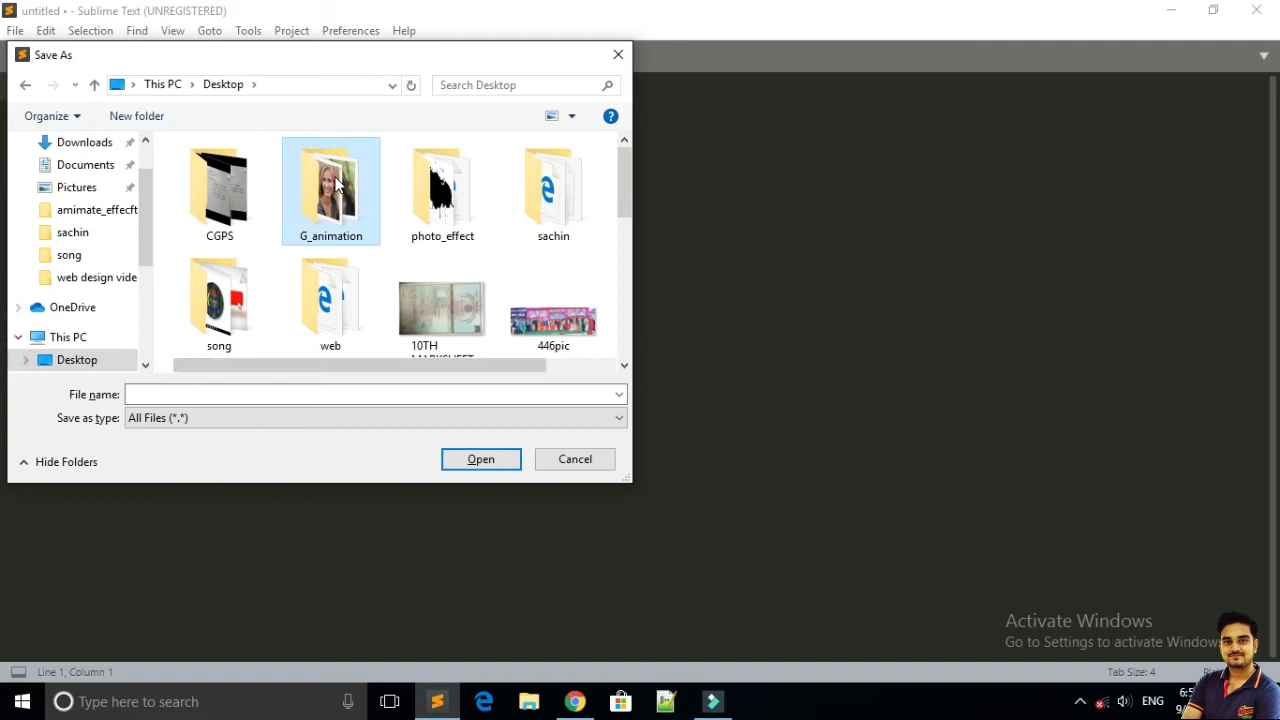 untitled • - Sublime Text (UNREGISTERED)
File Edit Selection Find View Goto Tools Project Preferences Help
Save As
This PC Desktop
Search Desktop
Organize New folder
Downloads
Documents
Pictures
amimate_effecft
sachin
song
web design vide
OneDrive
This PC
Desktop
CGPS G_animation photo_effect sachin
song web 10TH 446pic
File name:
Save as type: All Files (*.*)
Hide Folders
Open Cancel
Activate Windows
Go to Settings to activate Window
Line 1, Column 1 Tab Size: 4
Type here to search
ENG